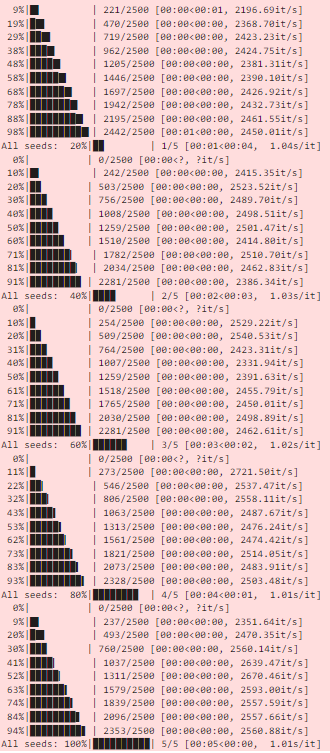 9%|█▉ | 221/2500 [00:00<00:01, 2196.69it/s]
19%|█▉ | 470/2500 [00:00<00:00, 2368.70it/s]
29%|██▉ | 719/2500 [00:00<00:00, 2423.23it/s]
38%|███▊ | 962/2500 [00:00<00:00, 2424.75it/s]
48%|████▊ | 1205/2500 [00:00<00:00, 2381.31it/s]
58%|█████▊ | 1446/2500 [00:00<00:00, 2390.10it/s]
68%|██████▊ | 1697/2500 [00:00<00:00, 2426.92it/s]
78%|███████▊ | 1942/2500 [00:00<00:00, 2432.73it/s]
88%|████████▊ | 2195/2500 [00:00<00:00, 2461.55it/s]
98%|█████████▊| 2442/2500 [00:01<00:00, 2450.01it/s]
All seeds: 20%|██ | 1/5 [00:01<00:04, 1.04s/it]
0%| | 0/2500 [00:00<?, ?it/s]
10%|▉ | 242/2500 [00:00<00:00, 2415.35it/s]
20%|██ | 503/2500 [00:00<00:00, 2523.52it/s]
30%|███ | 756/2500 [00:00<00:00, 2489.70it/s]
40%|████ | 1008/2500 [00:00<00:00, 2498.51it/s]
50%|█████ | 1259/2500 [00:00<00:00, 2501.47it/s]
60%|██████ | 1510/2500 [00:00<00:00, 2414.80it/s]
71%|███████▏ | 1782/2500 [00:00<00:00, 2510.70it/s]
81%|████████▏ | 2034/2500 [00:00<00:00, 2462.83it/s]
91%|█████████ | 2281/2500 [00:00<00:00, 2386.34it/s]
All seeds: 40%|████ | 2/5 [00:02<00:03, 1.03s/it]
0%| | 0/2500 [00:00<?, ?it/s]
10%|█ | 254/2500 [00:00<00:00, 2529.22it/s]
20%|██ | 509/2500 [00:00<00:00, 2540.53it/s]
31%|███ | 764/2500 [00:00<00:00, 2423.31it/s]
40%|████ | 1007/2500 [00:00<00:00, 2331.94it/s]
50%|█████ | 1259/2500 [00:00<00:00, 2391.63it/s]
61%|██████ | 1518/2500 [00:00<00:00, 2455.79it/s]
71%|███████ | 1765/2500 [00:00<00:00, 2450.01it/s]
81%|████████ | 2030/2500 [00:00<00:00, 2498.89it/s]
91%|█████████ | 2281/2500 [00:00<00:00, 2462.61it/s]
All seeds: 60%|██████ | 3/5 [00:03<00:02, 1.02s/it]
0%| | 0/2500 [00:00<?, ?it/s]
11%|█ | 273/2500 [00:00<00:00, 2721.50it/s]
22%|██▏ | 546/2500 [00:00<00:00, 2537.47it/s]
32%|███▏ | 806/2500 [00:00<00:00, 2558.11it/s]
43%|████▎ | 1063/2500 [00:00<00:00, 2487.67it/s]
53%|█████▎ | 1313/2500 [00:00<00:00, 2476.24it/s]
62%|██████▏ | 1561/2500 [00:00<00:00, 2474.42it/s]
73%|███████▎ | 1821/2500 [00:00<00:00, 2514.05it/s]
83%|████████▎ | 2073/2500 [00:00<00:00, 2483.91it/s]
93%|█████████▎| 2328/2500 [00:00<00:00, 2503.48it/s]
All seeds: 80%|████████ | 4/5 [00:04<00:01, 1.01s/it]
0%| | 0/2500 [00:00<?, ?it/s]
9%|▉ | 237/2500 [00:00<00:00, 2351.64it/s]
20%|█▉ | 493/2500 [00:00<00:00, 2470.35it/s]
30%|███ | 760/2500 [00:00<00:00, 2560.14it/s]
41%|████▏ | 1037/2500 [00:00<00:00, 2639.47it/s]
52%|█████▏ | 1311/2500 [00:00<00:00, 2670.46it/s]
63%|██████▎ | 1579/2500 [00:00<00:00, 2593.00it/s]
74%|███████▎ | 1839/2500 [00:00<00:00, 2557.59it/s]
84%|████████▍ | 2096/2500 [00:00<00:00, 2557.66it/s]
94%|█████████▍| 2353/2500 [00:00<00:00, 2560.88it/s]
All seeds: 100%|██████████| 5/5 [00:05<00:00, 1.01s/it]